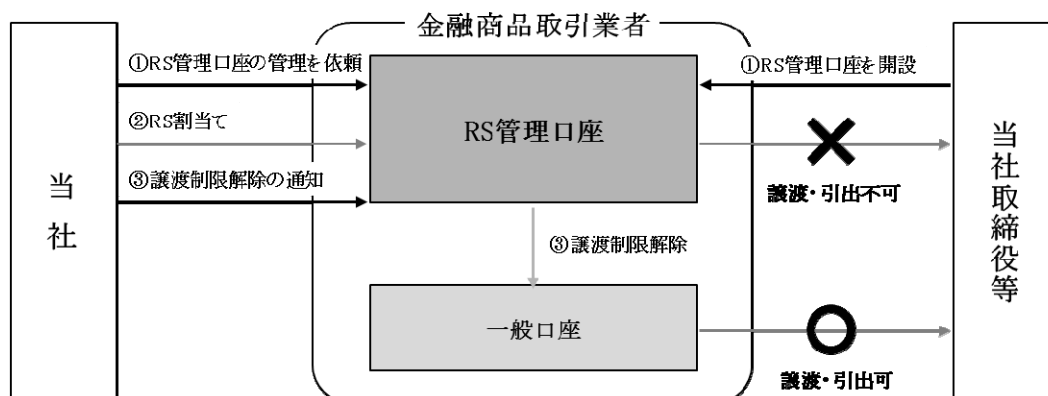 金融商品取引業者
①RS管理口座の管理を依頼
①RS管理口座を開設
②RS割当て
RS管理口座
③譲渡制限解除の通知
譲渡・引出不可
当社
当社取締役等
③譲渡制限解除
一般口座
譲渡・引出可